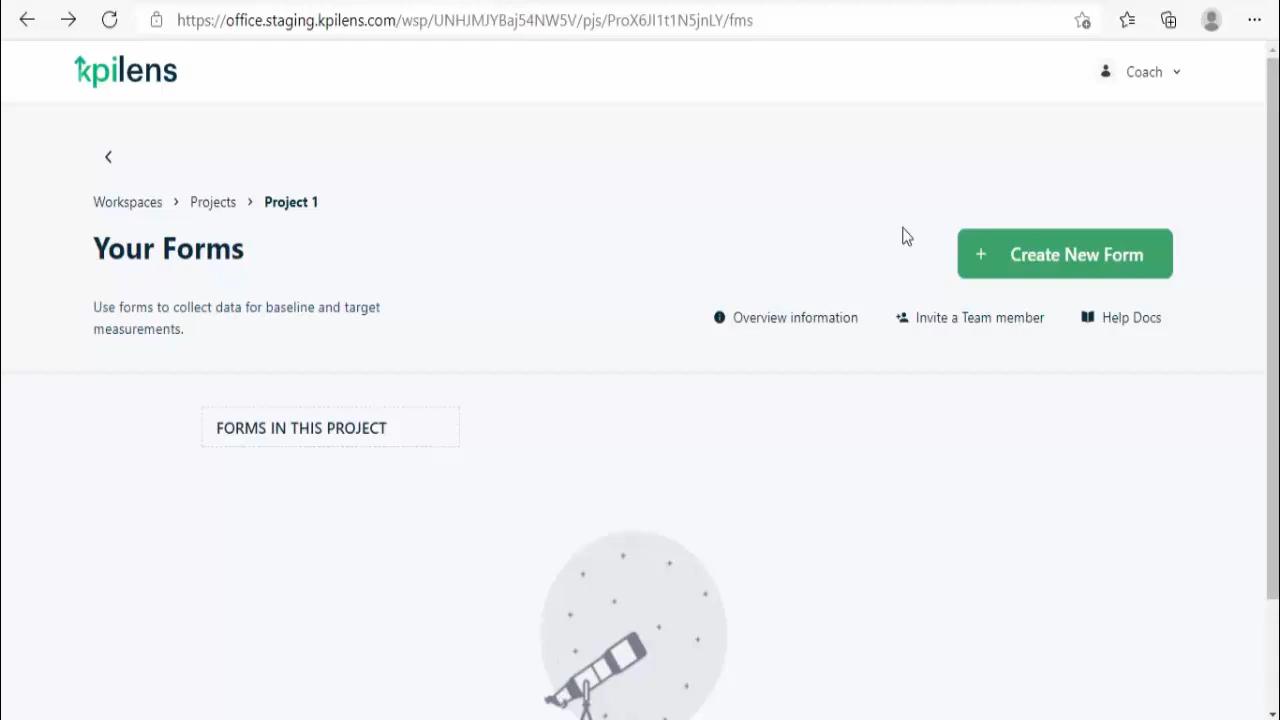 https://office.staging.kpilens.com/wsp/UNHJMJYBaj54NW5V/pjs/ProX6JI1t1N5jnLY/fms
kpilens
Coach
Workspaces > Projects > Project 1
Your Forms
+ Create New Form
Use forms to collect data for baseline and target
measurements.
Overview information
Invite a Team member
Help Docs
FORMS IN THIS PROJECT